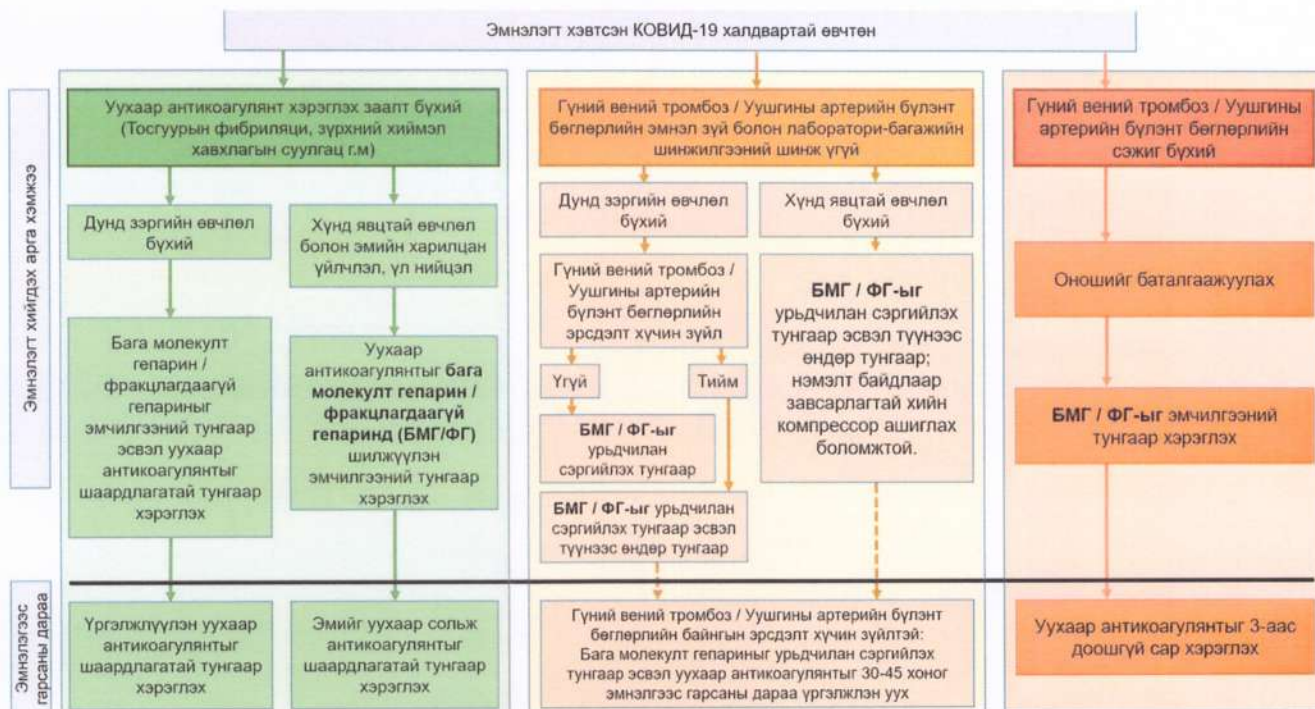 Эмнэлэгт хэвтсэн КОВИД-19 халдвартай өвчтөн
Эмнэлэгт хийгдэх арга хэмжээ
Уухаар антикоагулянт хэрэглэх заалт бүхий
(Тосгуурын фибриляци, зүрхний хиймэл
хавхлагын суулгац г.м)
Дунд зэргийн өвчлөл
бүхий
Бага молекулт
гепарин /
фракцлагдаагүй
гепариныг
эмчилгээний тунгаар
эсвэл уухаар
антикоагулянтыг
шаардлагатай тунгаар
хэрэглэх
Хүнд явцтай өвчлөл
болон эмийн харилцан
үйлчлэл, үл нийцэл
Уухаар
антикоагулянтыг бага
молекулт гепарин /
фракцлагдаагүй
гепаринд (БМГ/ФГ)
шилжүүлэн
эмчилгээний тунгаар
хэрэглэх
Гүний вений тромбоз / Уушгины артерийн бүлэнт
бөглөрлийн эмнэл зүй болон лаборатори-багажийн
шинжилгээний шинж үгүй
Дунд зэргийн өвчлөл
бүхий
Гүний вений тромбоз /
Уушгины артерийн
бүлэнт бөглөрлийн
эрсдэлт хүчин зүйл
Үгүй
Тийм
БМГ / ФГ-ыг
урьдчилан
сэргийлэх тунгаар
БМГ / ФГ-ыг урьдчилан
сэргийлэх тунгаар эсвэл
түүнээс өндөр тунгаар
Хүнд явцтай өвчлөл
бүхий
БМГ / ФГ-ыг
урьдчилан сэргийлэх
тунгаар эсвэл түүнээс
өндөр тунгаар;
нэмэлт байдлаар
завсарлагтай хийн
компрессор ашиглах
боломжтой.
Гүний вений тромбоз / Уушгины
артерийн бүлэнт бөглөрлийн
сэжиг бүхий
Оношийг баталгаажуулах
БМГ / ФГ-ыг эмчилгээний
тунгаар хэрэглэх
Эмнэлгээс
гарсаны дараа
Үргэлжлүүлэн уухаар
антикоагулянтыг
шаардлагатай тунгаар
хэрэглэх
Эмийг уухаар сольж
антикоагулянтыг
шаардлагатай тунгаар
хэрэглэх
Гүний вений тромбоз / Уушгины артерийн бүлэнт
бөглөрлийн байнгын эрсдэлт хүчин зүйлтэй:
Бага молекулт гепариныг урьдчилан сэргийлэх
тунгаар эсвэл уухаар антикоагулянтыг 30-45 хоног
эмнэлгээс гарсаны дараа үргэлжлэн уух
Уухаар антикоагулянтыг 3-аас
доошгүй сар хэрэглэх